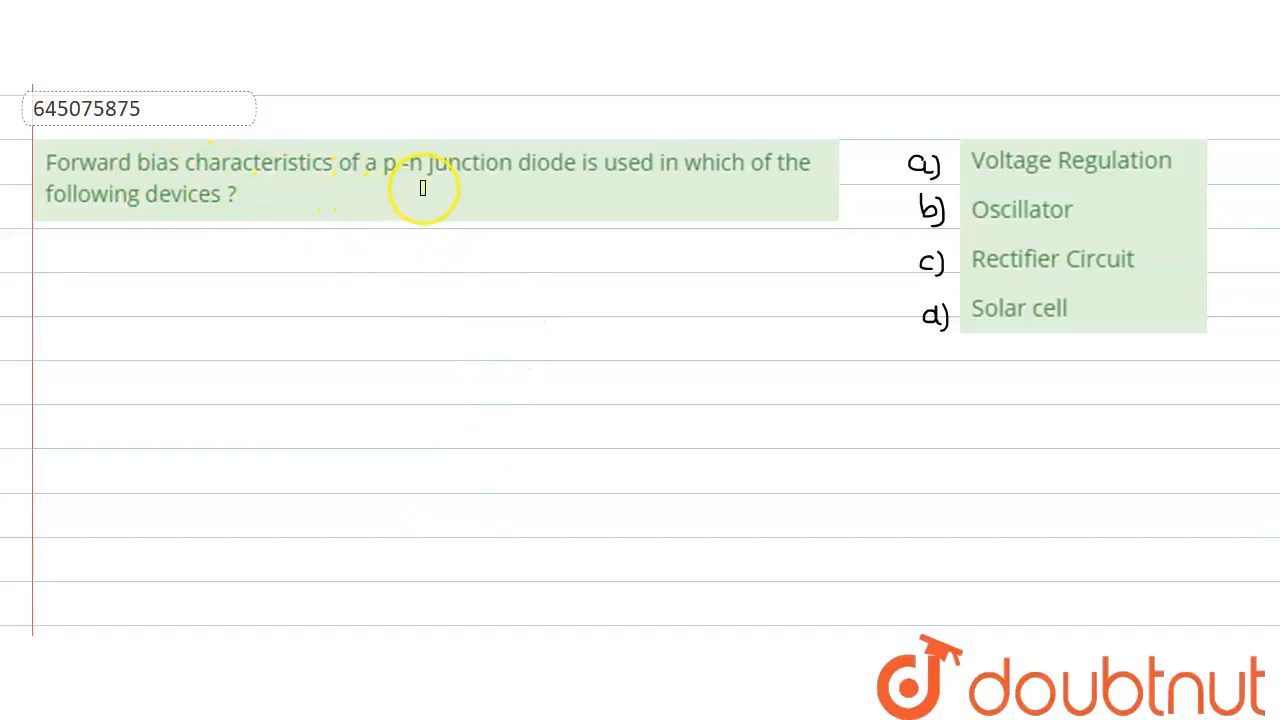 645075875
Forward bias characteristics of a p -n junction diode is used in which of the
following devices ?
a) Voltage Regulation
b) Oscillator
c) Rectifier Circuit
d) Solar cell
doubtnut